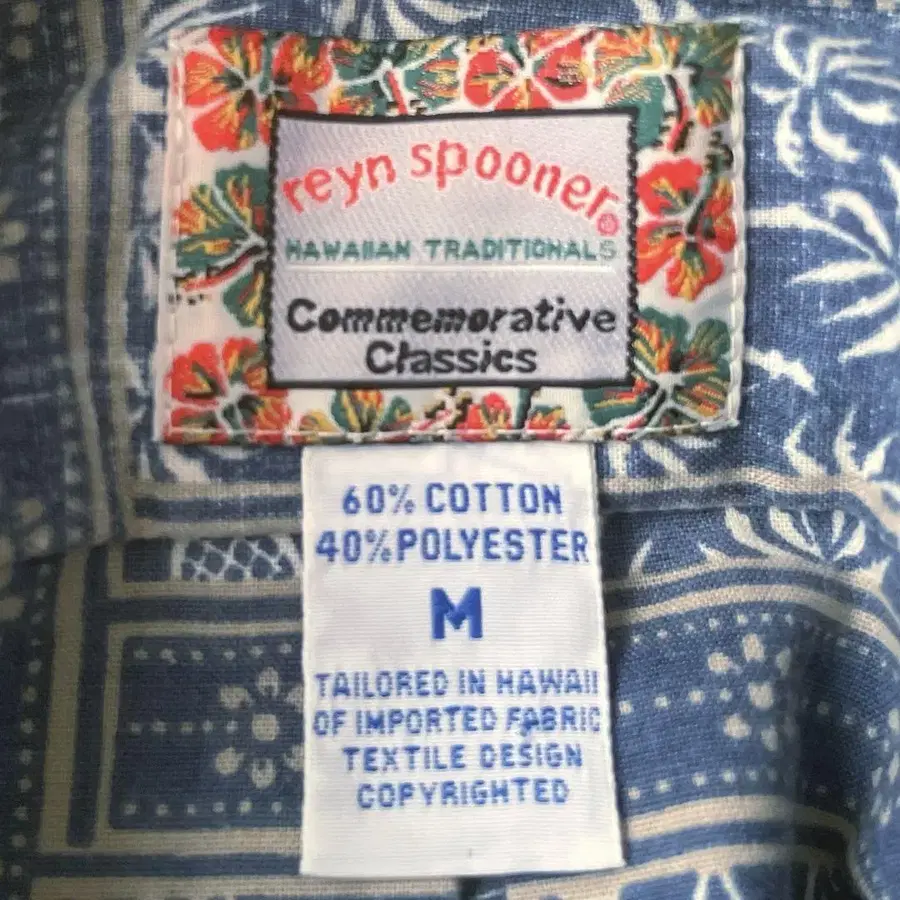 reyn spooner®
HAWAIIAN TRADITIONALS
Commemorative
Classics
60% COTTON
40% POLYESTER
M
TAILORED IN HAWAII
OF IMPORTED FABRIC
TEXTILE DESIGN
COPYRIGHTED